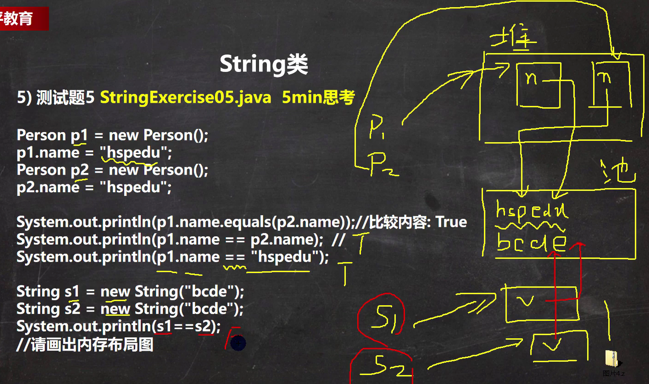 教育
String类
5) 测试题5 StringExercise05.java 5min思考
Person p1 = new Person();
p1.name = "hspedu";
Person p2 = new Person();
p2.name = "hspedu";
System.out.println(p1.name.equals(p2.name));//比较内容: True
System.out.println(p1.name == p2.name); // T
System.out.println(p1.name == "hspedu"); T
String s1 = new String("bcde");
String s2 = new String("bcde");
System.out.println(s1==s2); F
//请画出内存布局图
堆
n
n
P1
P2
池
hspedu
bcde
S1
v
S2
v